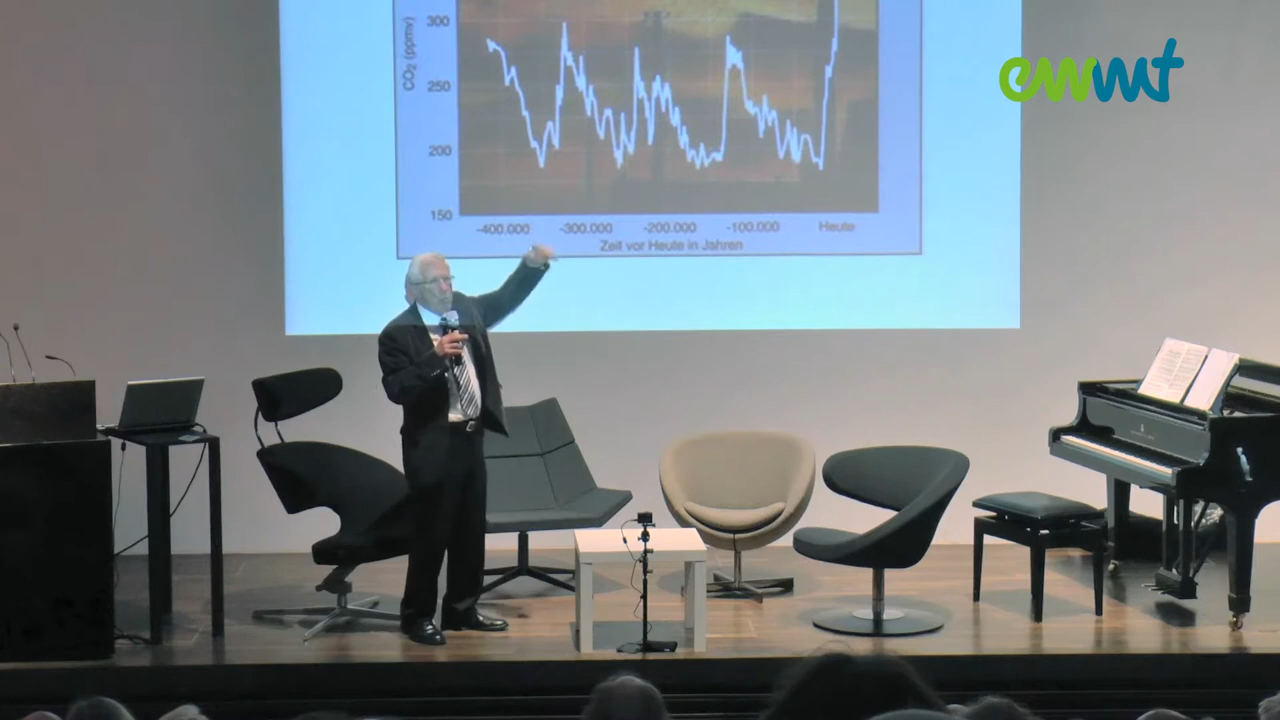 300
CO₂ (ppmv)
250
200
150
-400.000 -300.000 -200.000 -100.000 Heute
Zeit vor Heute in Jahren
ewmt